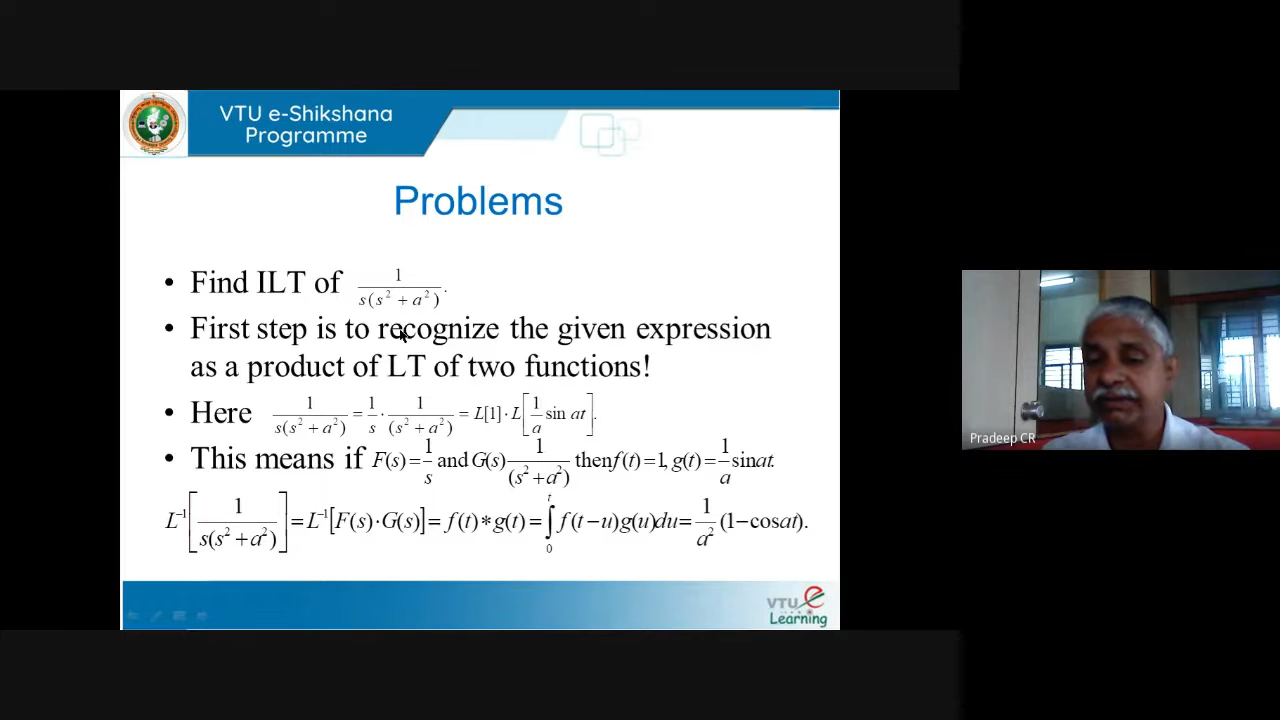 VTU e-Shikshana
Programme
Problems
• Find ILT of 1/(s(s² + a²)).
• First step is to recognize the given expression
as a product of LT of two functions!
• Here 1/(s(s² + a²)) = 1/s · 1/(s² + a²) = L[1] · L[1/a sin at].
• This means if F(s) = 1/s and G(s) 1/(s² + a²) then f(t) = 1, g(t) = 1/a sin at.
L⁻¹[1/(s(s² + a²))] = L⁻¹[F(s) · G(s)] = f(t) * g(t) = ∫₀ᵗ f(t − u)g(u)du = 1/a² (1 − cos at).
VTU e
Learning
Pradeep CR